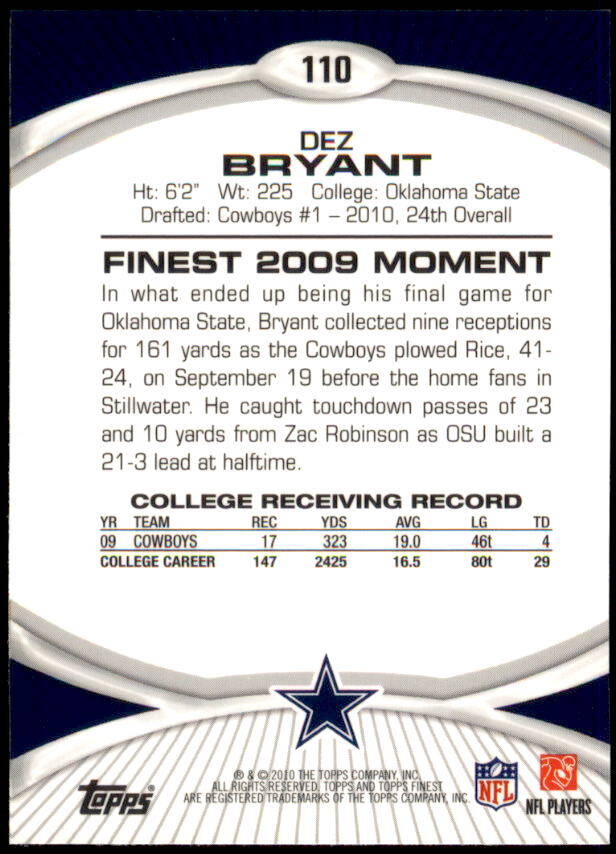 110
DEZ
BRYANT
Ht: 6'2" Wt: 225 College: Oklahoma State
Drafted: Cowboys #1 – 2010, 24th Overall
FINEST 2009 MOMENT
In what ended up being his final game for
Oklahoma State, Bryant collected nine receptions
for 161 yards as the Cowboys plowed Rice, 41-
24, on September 19 before the home fans in
Stillwater. He caught touchdown passes of 23
and 10 yards from Zac Robinson as OSU built a
21-3 lead at halftime.
COLLEGE RECEIVING RECORD
YR TEAM REC YDS AVG LG TD
09 COWBOYS 17 323 19.0 46t 4
COLLEGE CAREER 147 2425 16.5 80t 29
® & © 2010 THE TOPPS COMPANY, INC.
ALL RIGHTS RESERVED. TOPPS AND TOPPS FINEST
ARE REGISTERED TRADEMARKS OF THE TOPPS COMPANY, INC.
topps®
NFL
NFL PLAYERS